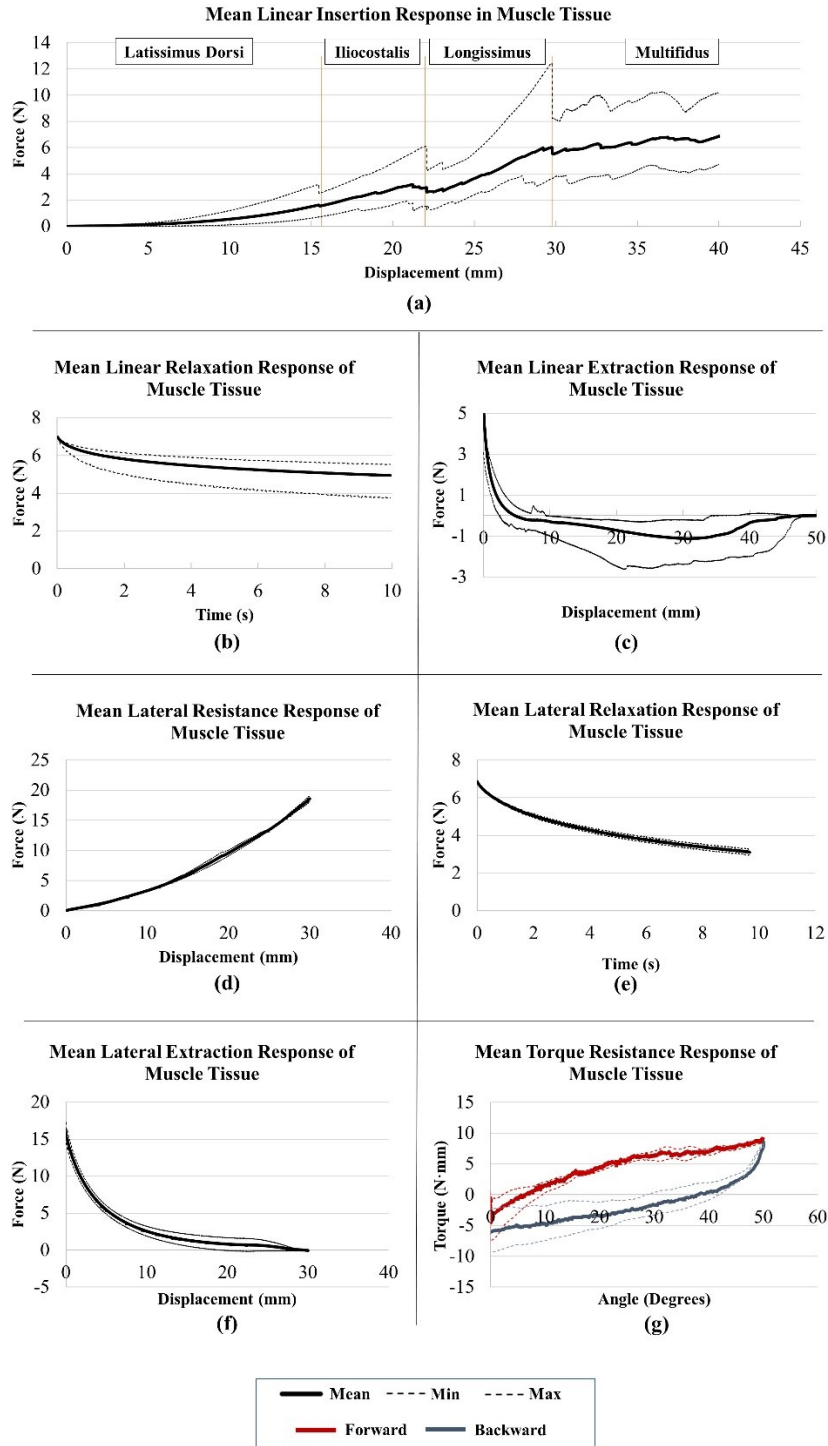 Mean Linear Insertion Response in Muscle Tissue
Latissimus Dorsi Iliocostalis Longissimus Multifidus
Force (N)
14
12
10
8
6
4
2
0
0 5 10 15 20 25 30 35 40 45
Displacement (mm)
(a)
Mean Linear Relaxation Response of
Muscle Tissue
Force (N)
8
6
4
2
0
0 2 4 6 8 10
Time (s)
(b)
Mean Linear Extraction Response of
Muscle Tissue
Force (N)
5
3
1
-1
-3
0 10 20 30 40 50
Displacement (mm)
(c)
Mean Lateral Resistance Response of
Muscle Tissue
Force (N)
25
20
15
10
5
0
0 10 20 30 40
Displacement (mm)
(d)
Mean Lateral Relaxation Response of
Muscle Tissue
Force (N)
8
6
4
2
0
0 2 4 6 8 10 12
Time (s)
(e)
Mean Lateral Extraction Response of
Muscle Tissue
Force (N)
20
15
10
5
0
-5
0 10 20 30 40
Displacement (mm)
(f)
Mean Torque Resistance Response of
Muscle Tissue
Torque (N·mm)
15
10
5
0
-5
-10
-15
0 10 20 30 40 50 60
Angle (Degrees)
(g)
Mean Min Max
Forward Backward